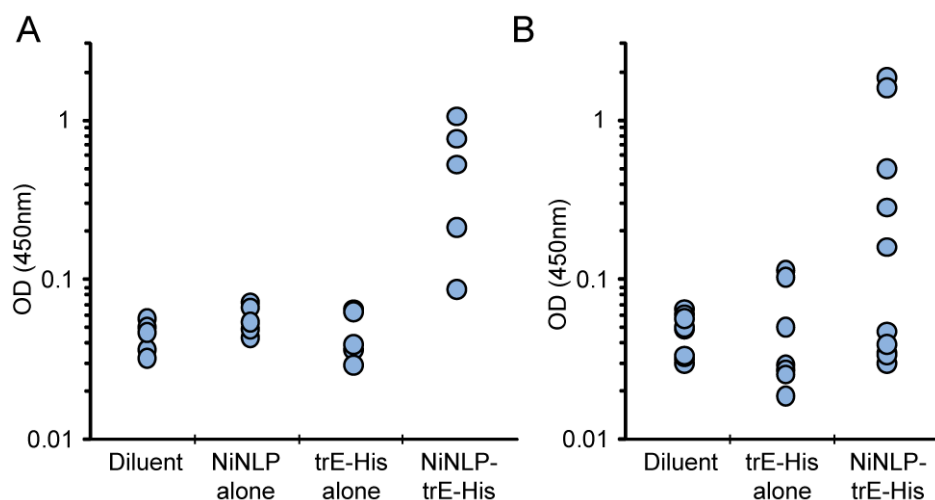 A
OD (450nm)
1
0.1
0.01
Diluent
NiNLP
alone
trE-His
alone
NiNLP-
trE-His
B
OD (450nm)
1
0.1
0.01
Diluent
trE-His
alone
NiNLP-
trE-His